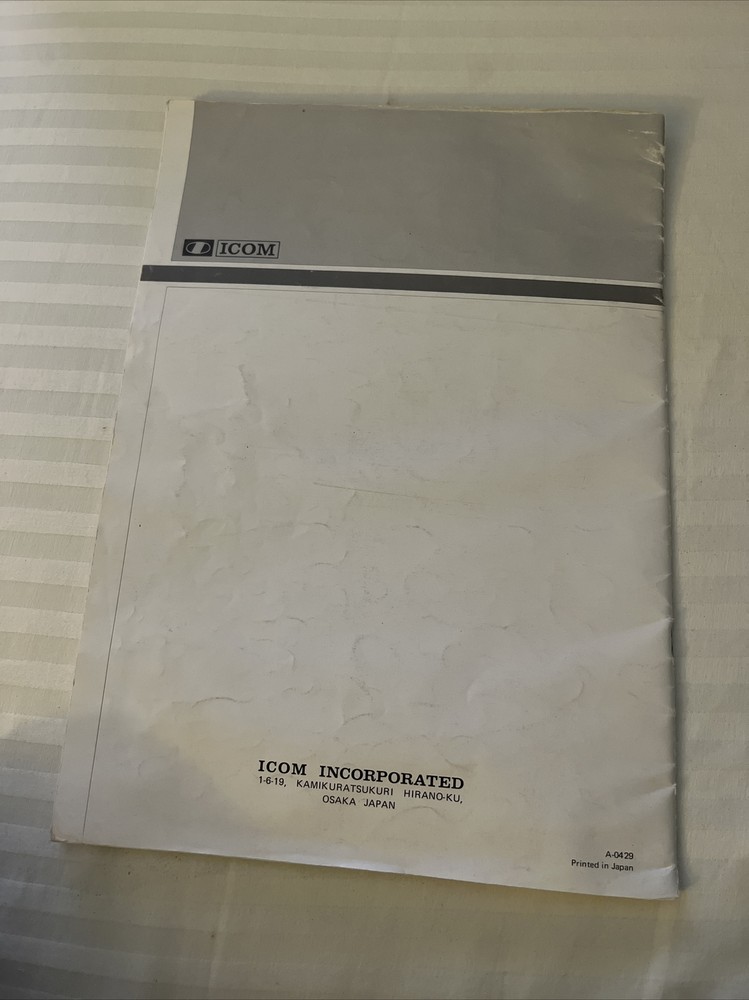 ICOM
ICOM INCORPORATED
1-6-19, KAMIKURATSUKURI HIRANO-KU,
OSAKA JAPAN
A-0429
Printed in Japan